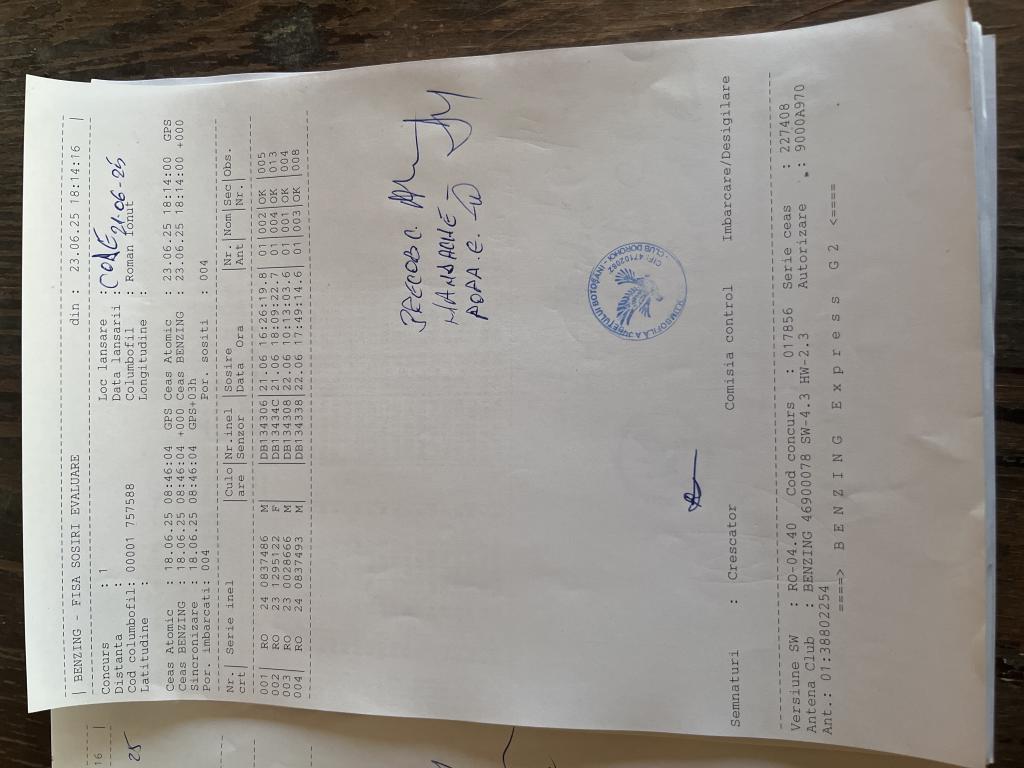 | BENZING - FISA SOSIRI EVALUARE din : 23.06.25 18:14:16 |
Concurs : 1 Loc lansare :
Distanta : Data lansarii : 21-06-25
Cod columbofil: 00001 757588 Columbofil : Roman Ionut
Latitudine : Longitudine :
Ceas Atomic : 18.06.25 08:46:04 GPS Ceas Atomic : 23.06.25 18:14:00 GPS
Ceas BENZING : 18.06.25 08:46:04 +000 Ceas BENZING : 23.06.25 18:14:00 +000
Sincronizare : 18.06.25 08:46:04 GPS+03h
Por. imbarcati: 004 Por. sositi : 004
Nr. | Serie inel |Culo|Nr.inel |Sosire |Nr. |Nom|Sec|Obs.
crt| |are |Senzor |Data Ora |Ant| |Nr.|
001 | RO 24 0837486 M| |DB134306|21.06 16:26:19.8| 01 |002|OK |005
002 | RO 23 1295122 F| |DB13434C|21.06 18:09:22.7| 01 |004|OK |013
003 | RO 23 0028666 M| |DB134308|22.06 10:13:03.6| 01 |001|OK |004
004 | RO 24 0837493 M| |DB134338|22.06 17:49:14.6| 01 |003|OK |008
MANDACHE
CLUB DOROHOI
CIF: 47102092
Semnaturi : Crescator Comisia control Imbarcare/Desigilare
Versiune SW : RO-04.40 Cod concurs : 017856 Serie ceas : 227408
Antena Club : BENZING 46900078 SW-4.3 HW-2.3 Autorizare : 9000A970
Ant.: 01:38802254
====> B E N Z I N G E X p r e s s G 2 <====
16 |
25